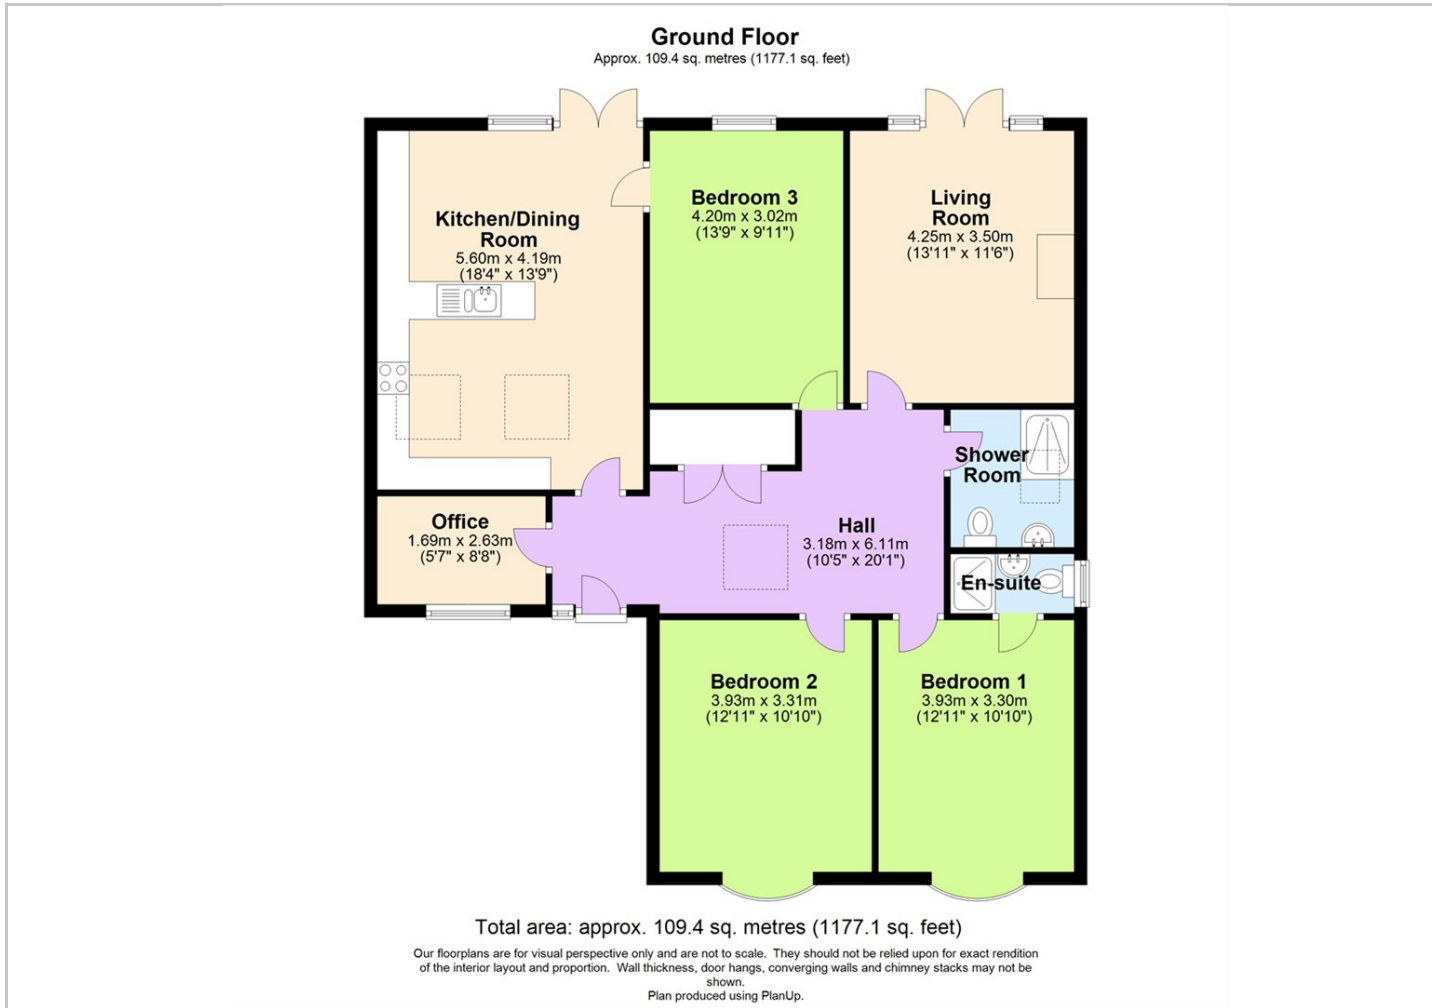 Ground Floor
Approx. 109.4 sq. metres (1177.1 sq. feet)
Kitchen/Dining
Room
5.60m x 4.19m
(18'4" x 13'9")
Bedroom 3
4.20m x 3.02m
(13'9" x 9'11")
Living
Room
4.25m x 3.50m
(13'11" x 11'6")
Shower
Room
Office
1.69m x 2.63m
(5'7" x 8'8")
Hall
3.18m x 6.11m
(10'5" x 20'1")
En-suite
Bedroom 2
3.93m x 3.31m
(12'11" x 10'10")
Bedroom 1
3.93m x 3.30m
(12'11" x 10'10")
Total area: approx. 109.4 sq. metres (1177.1 sq. feet)
Our floorplans are for visual perspective only and are not to scale. They should not be relied upon for exact rendition
of the interior layout and proportion. Wall thickness, door hangs, converging walls and chimney stacks may not be
shown.
Plan produced using PlanUp.